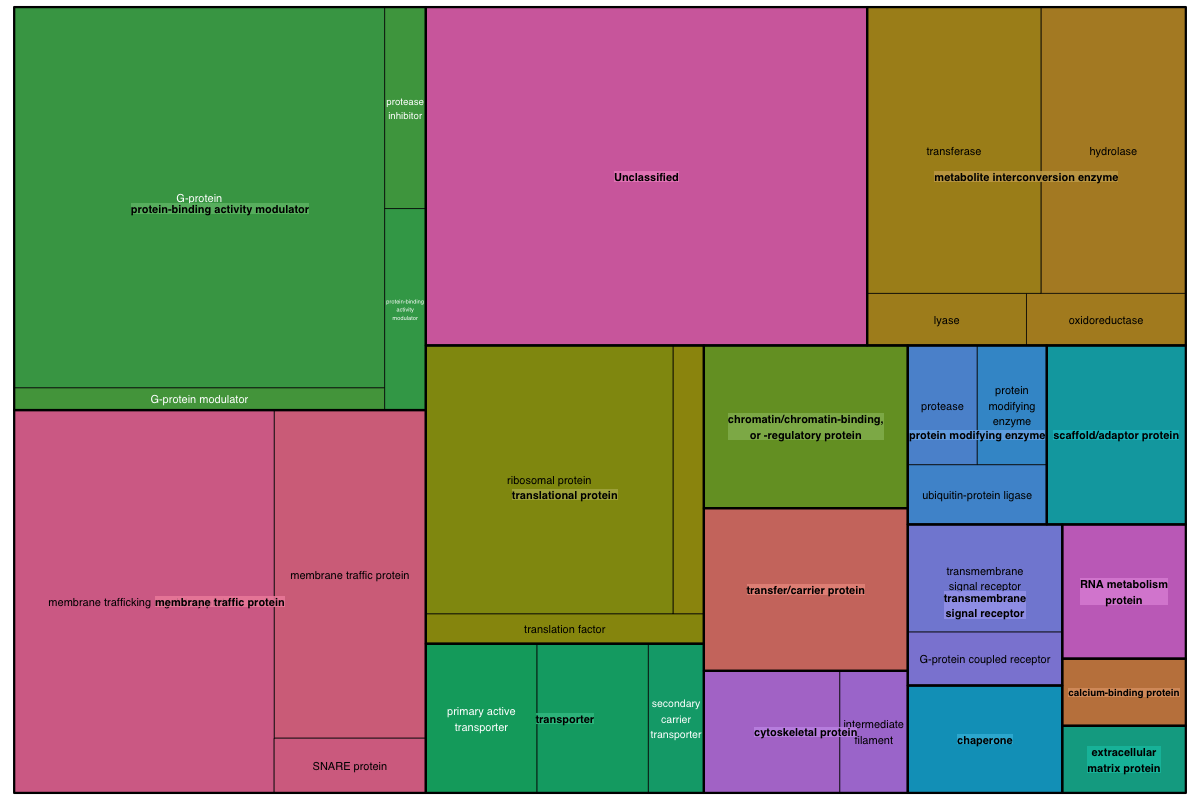 G-protein
protein-binding activity modulator
protease
inhibitor
protein-binding
activity
modulator
G-protein modulator
Unclassified
transferase
hydrolase
metabolite interconversion enzyme
lyase
oxidoreductase
membrane trafficking
membrane traffic protein
membrane traffic protein
SNARE protein
ribosomal protein
translational protein
translation factor
primary active
transporter
transporter
secondary
carrier
transporter
chromatin/chromatin-binding,
or -regulatory protein
transfer/carrier protein
cytoskeletal protein
intermediate
filament
protease
protein
modifying
enzyme
protein modifying enzyme
ubiquitin-protein ligase
scaffold/adaptor protein
transmembrane
signal receptor
transmembrane
signal receptor
G-protein coupled receptor
chaperone
RNA metabolism
protein
calcium-binding protein
extracellular
matrix protein